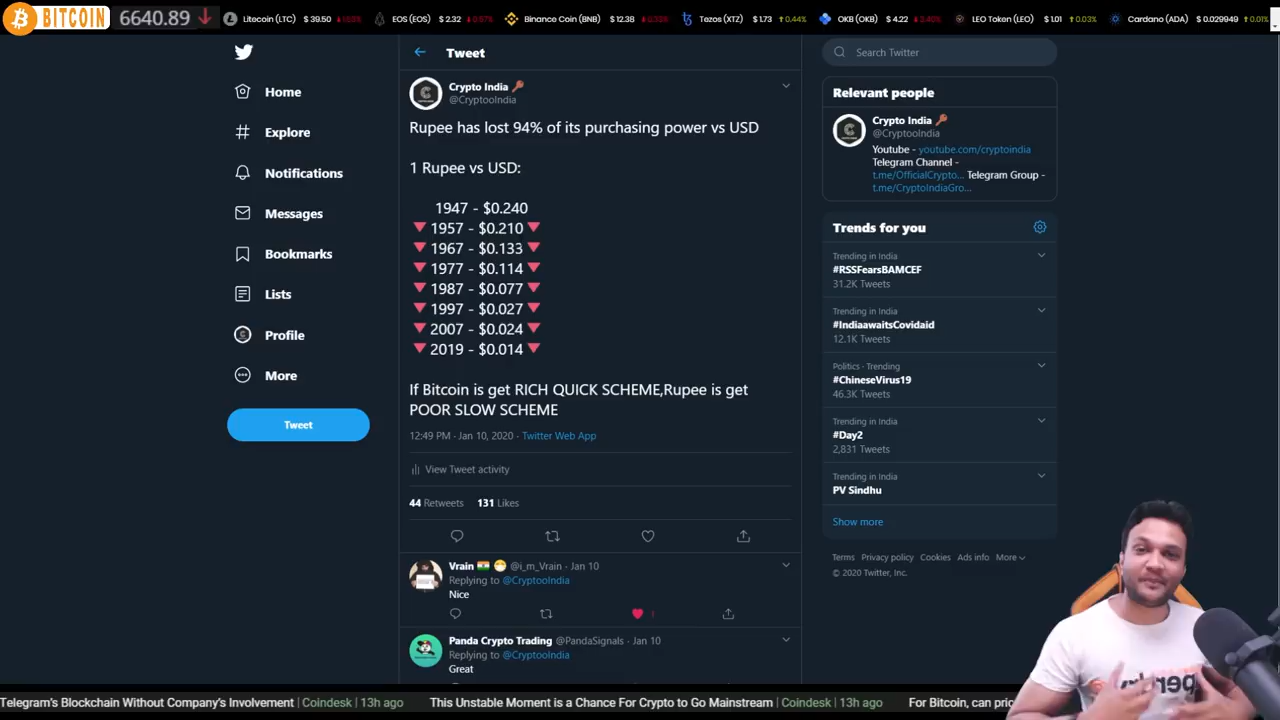 BITCOIN 6640.89 Litecoin (LTC) $ 39.50 EOS (EOS) $ 2.32 Binance Coin (BNB) $ 12.38 Tezos (XTZ) $ 1.73 0.44% OKB (OKB) $ 4.22 LEO Token (LEO) $ 1.01 0.03% Cardano (ADA) $ 0.029949 0.01%
Home
Explore
Notifications
Messages
Bookmarks
Lists
Profile
More
Tweet
Tweet
Crypto India
@CryptooIndia
Rupee has lost 94% of its purchasing power vs USD
1 Rupee vs USD:
1947 - $0.240
1957 - $0.210
1967 - $0.133
1977 - $0.114
1987 - $0.077
1997 - $0.027
2007 - $0.024
2019 - $0.014
If Bitcoin is get RICH QUICK SCHEME,Rupee is get
POOR SLOW SCHEME
12:49 PM · Jan 10, 2020 · Twitter Web App
View Tweet activity
44 Retweets 131 Likes
Vrain @i_m_Vrain · Jan 10
Replying to @CryptooIndia
Nice
1
Panda Crypto Trading @PandaSignals · Jan 10
Replying to @CryptooIndia
Great
Search Twitter
Relevant people
Crypto India
@CryptooIndia
Youtube - youtube.com/cryptoindia
Telegram Channel -
t.me/OfficialCrypto... Telegram Group -
t.me/CryptoIndiaGro...
Trends for you
Trending in India
#RSSFearsBAMCEF
31.2K Tweets
Trending in India
#IndiaawaitsCovidaid
12.1K Tweets
Politics · Trending
#ChineseVirus19
46.3K Tweets
Trending in India
#Day2
2,831 Tweets
Trending in India
PV Sindhu
Show more
Terms Privacy policy Cookies Ads info More
© 2020 Twitter, Inc.
Telegram's Blockchain Without Company's Involvement | Coindesk | 13h ago This Unstable Moment is a Chance For Crypto to Go Mainstream | Coindesk | 13h ago For Bitcoin, can pric